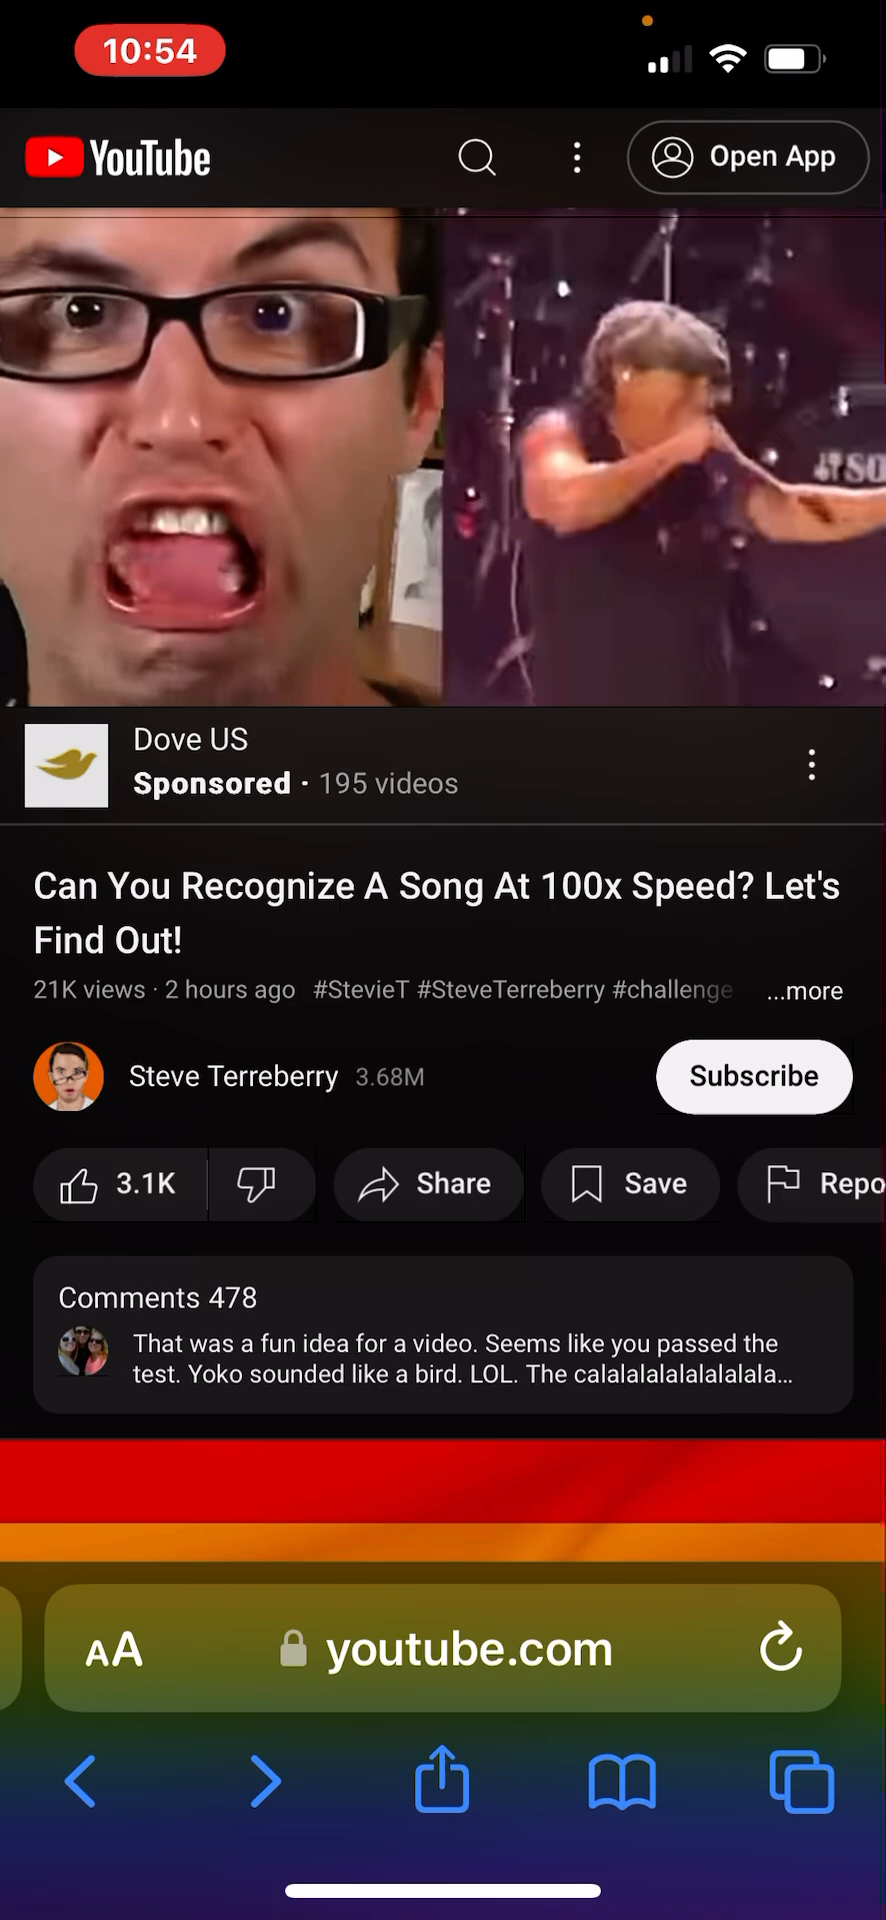 10:54
YouTube
Open App
ITSO
Dove US
Sponsored · 195 videos
Can You Recognize A Song At 100x Speed? Let's
Find Out!
21K views · 2 hours ago #StevieT #SteveTerreberry #challenge ...more
Steve Terreberry 3.68M
Subscribe
3.1K
Share
Save
Repo
Comments 478
That was a fun idea for a video. Seems like you passed the
test. Yoko sounded like a bird. LOL. The calalalalalalalalala...
AA
youtube.com